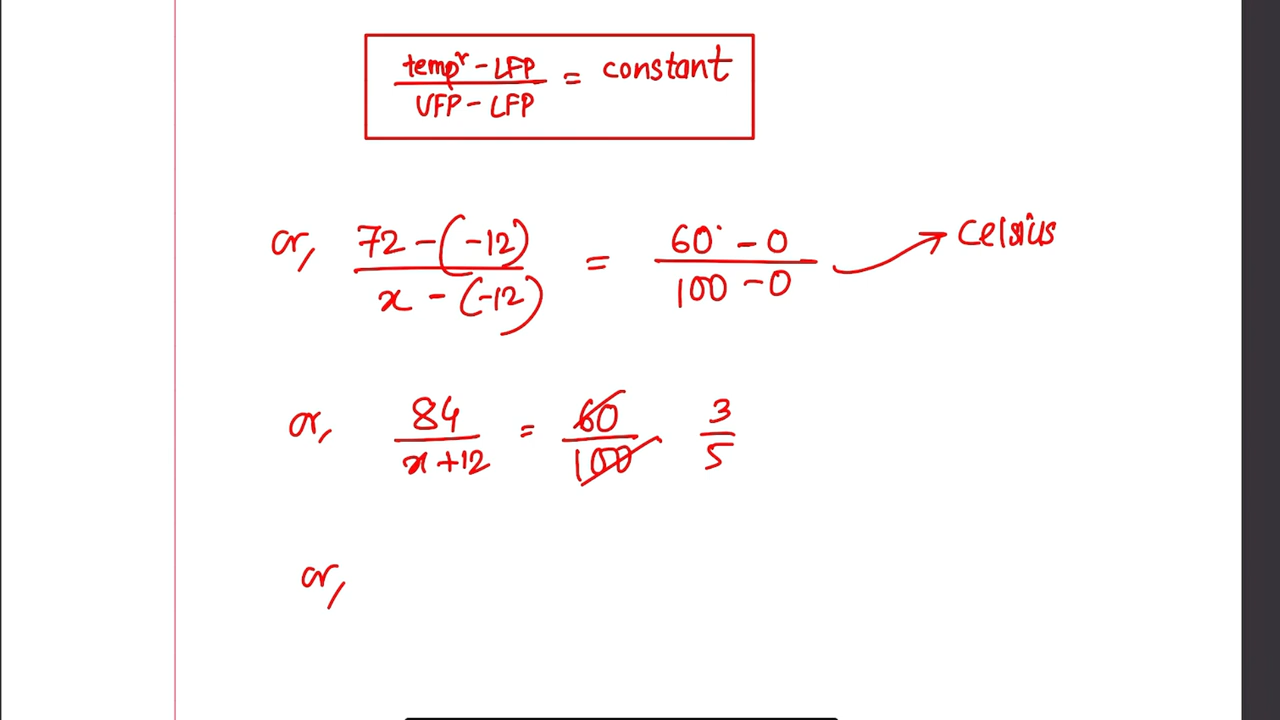 tempʳ - LFP / UFP - LFP = constant
or, 72 - (-12) / x - (-12) = 60° - 0 / 100 - 0 → Celsius
or, 84 / x + 12 = 60 / 100 3 / 5
or,